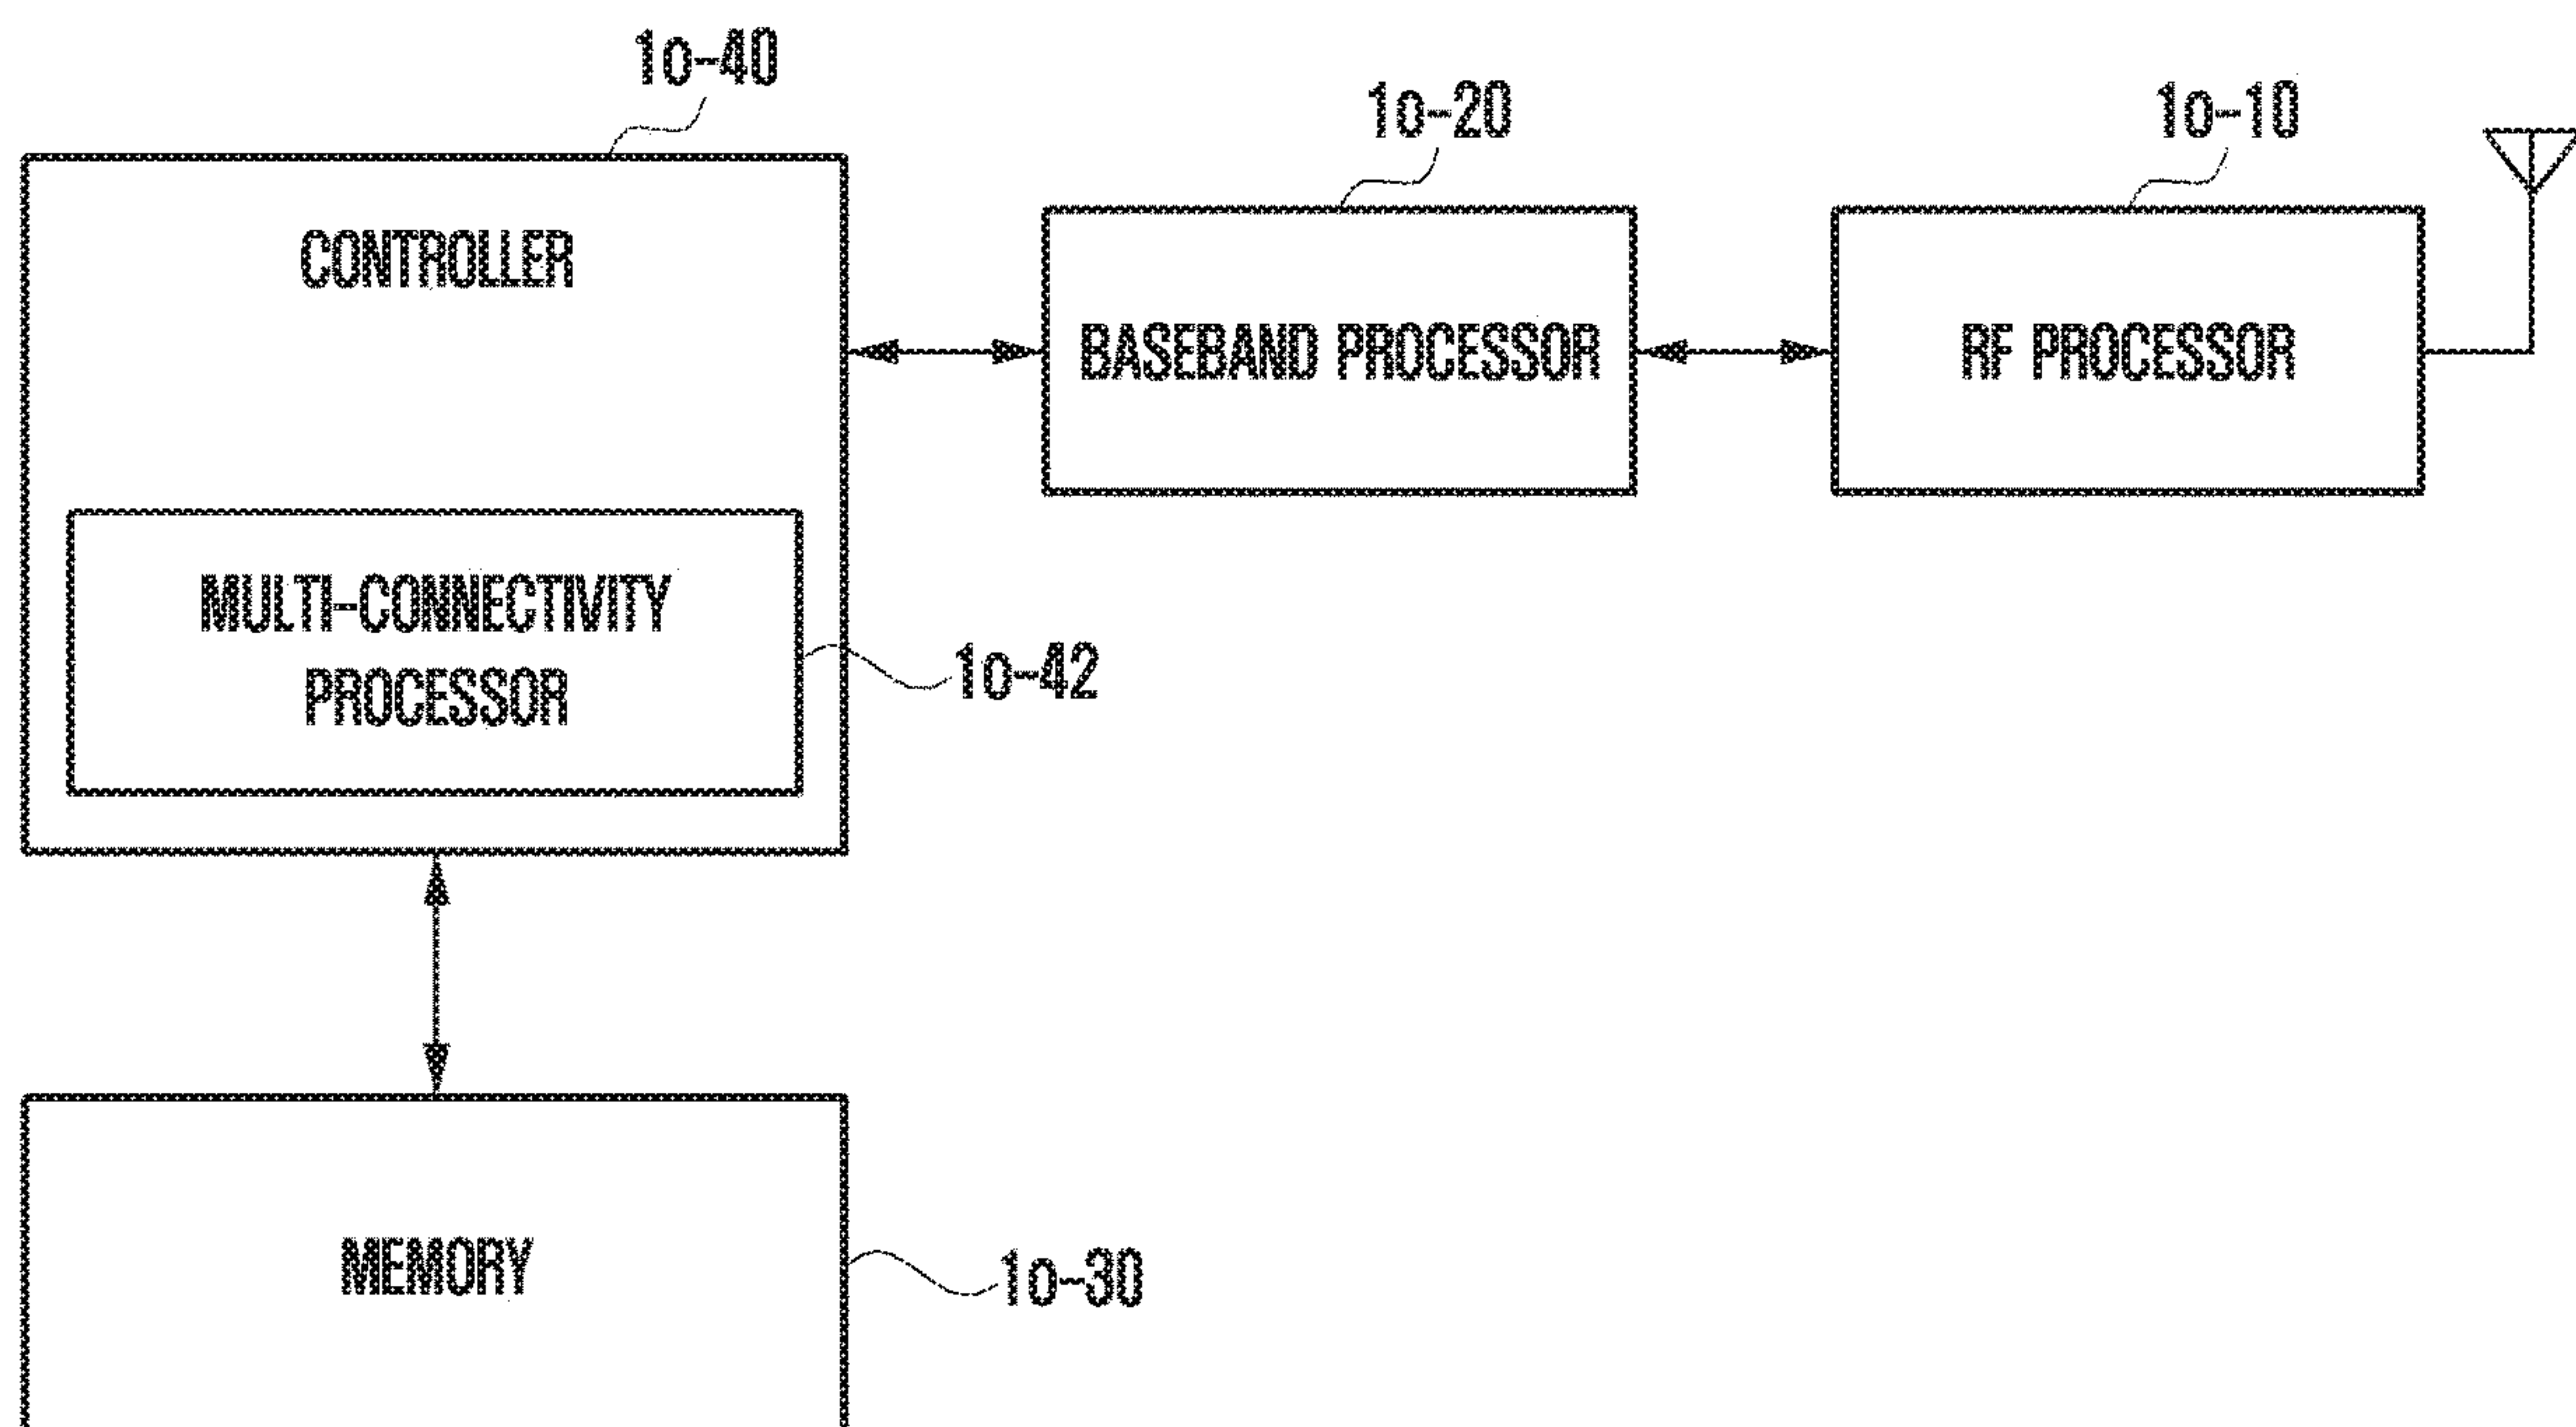 1o-40
1o-20
1o-10
CONTROLLER
BASEBAND PROCESSOR
RF PROCESSOR
MULTI-CONNECTIVITY
PROCESSOR
1o-42
MEMORY
1o-30